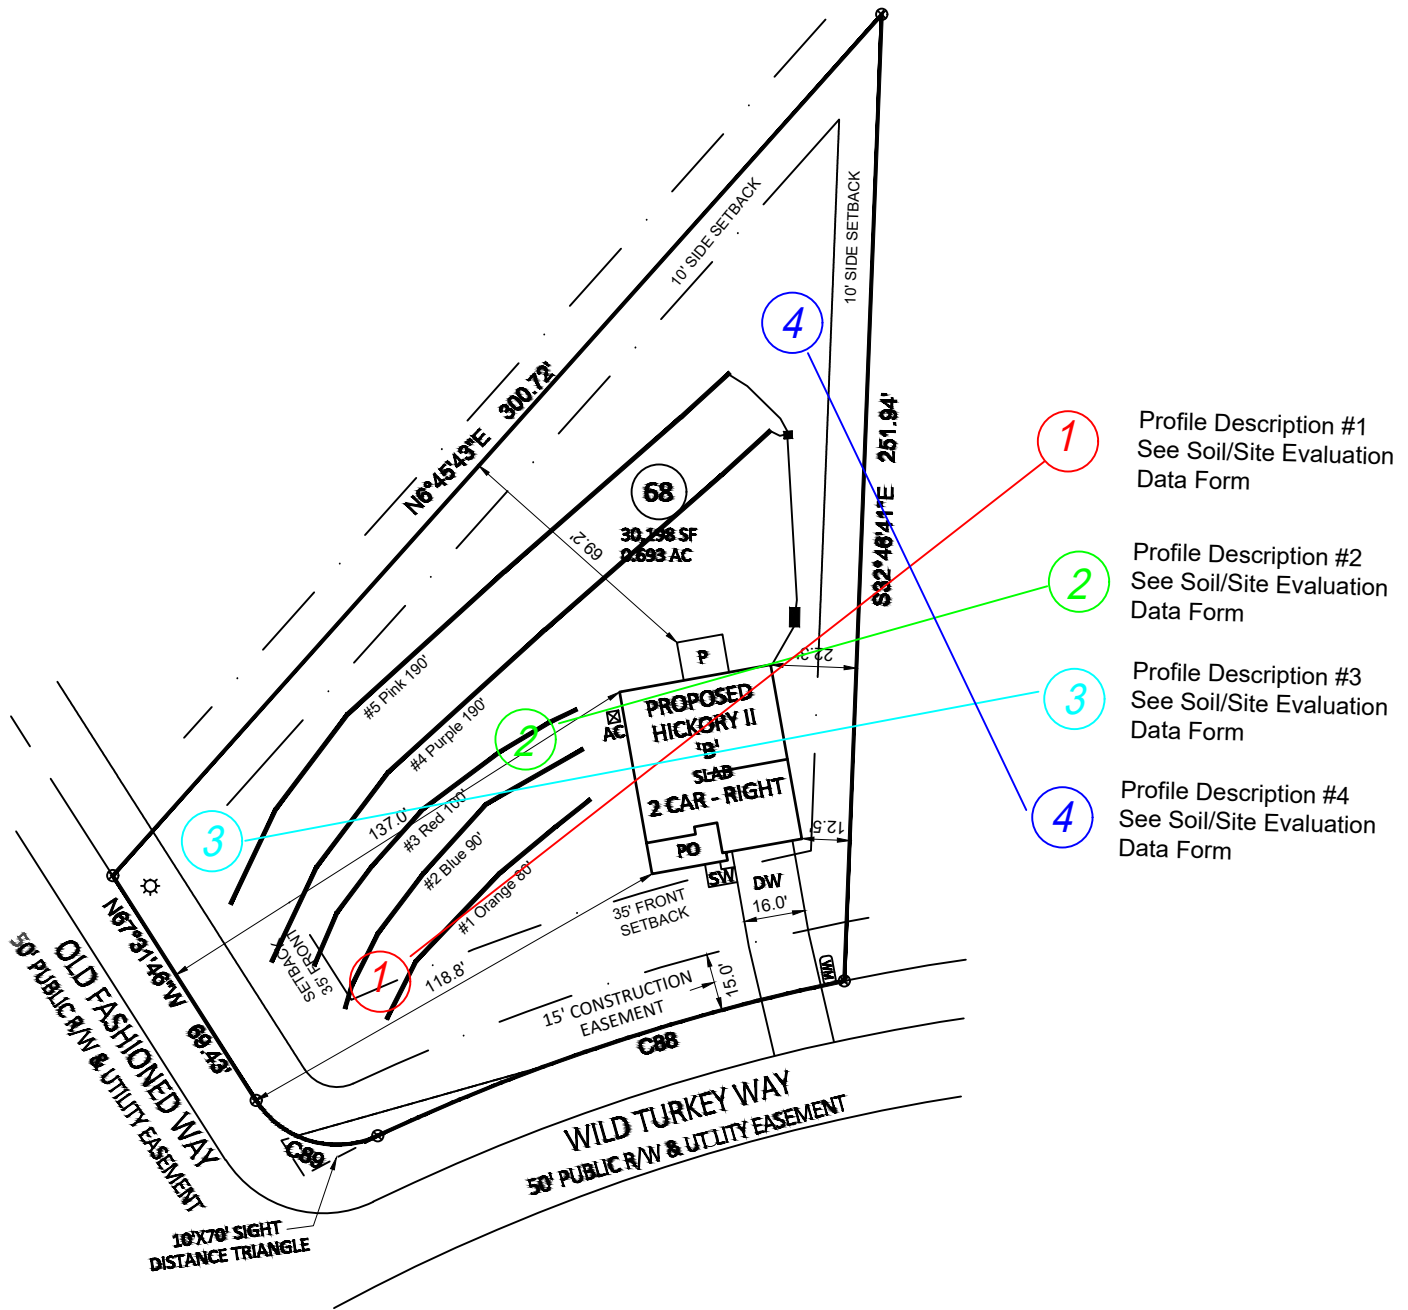 10' SIDE SETBACK
10' SIDE SETBACK
4
N6°45'43"E 300.72'
S32°46'41"E 251.94'
68
30,198 SF
0.693 AC
69.2'
1
Profile Description #1
See Soil/Site Evaluation
Data Form
2
Profile Description #2
See Soil/Site Evaluation
Data Form
3
Profile Description #3
See Soil/Site Evaluation
Data Form
4
Profile Description #4
See Soil/Site Evaluation
Data Form
P
22.3'
#5 Pink 190'
#4 Purple 190'
2
AC
PROPOSED
HICKORY II
'B'
SLAB
2 CAR - RIGHT
3
137.0'
#3 Red 100'
#2 Blue 90'
#1 Orange 80'
12.5'
PO
SW
DW
16.0'
35' FRONT
SETBACK
35' FRONT
SETBACK
1
118.8'
WM
15' CONSTRUCTION
EASEMENT
15.0'
N67°31'46"W 69.43'
OLD FASHIONED WAY
50' PUBLIC R/W & UTILITY EASEMENT
C88
C89
WILD TURKEY WAY
50' PUBLIC R/W & UTILITY EASEMENT
10'X70' SIGHT
DISTANCE TRIANGLE